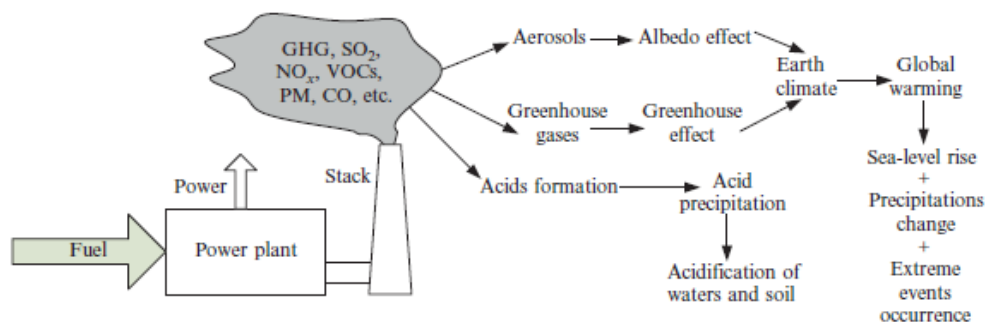 GHG, SO₂,
NOₓ, VOCs,
PM, CO, etc.
Aerosols
Albedo effect
Earth
climate
Global
warming
Greenhouse
gases
Greenhouse
effect
Sea-level rise
+
Precipitations
change
+
Extreme
events
occurrence
Acids formation
Acid
precipitation
Acidification of
waters and soil
Stack
Power
Fuel
Power plant